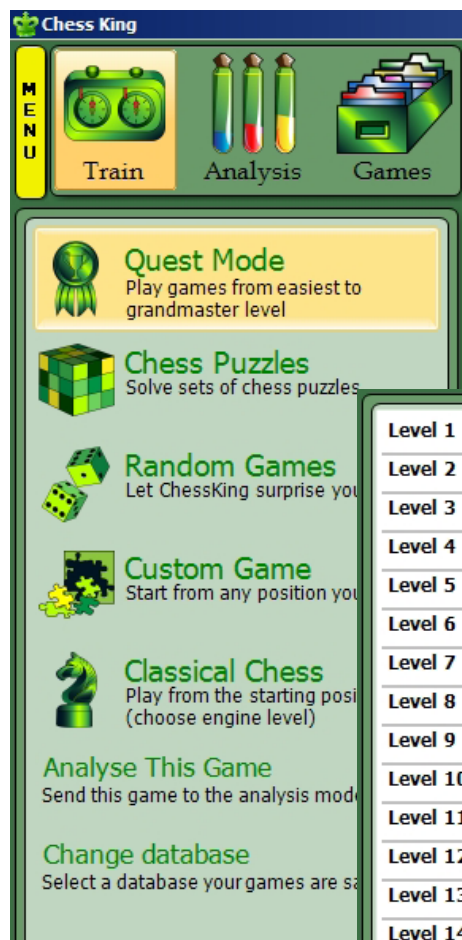 Chess King
MENU
Train
Analysis
Games
Quest Mode
Play games from easiest to
grandmaster level
Chess Puzzles
Solve sets of chess puzzles
Random Games
Let ChessKing surprise you
Custom Game
Start from any position you
Classical Chess
Play from the starting posi
(choose engine level)
Analyse This Game
Send this game to the analysis mode
Change database
Select a database your games are sa
Level 1
Level 2
Level 3
Level 4
Level 5
Level 6
Level 7
Level 8
Level 9
Level 10
Level 11
Level 12
Level 13
Level 14